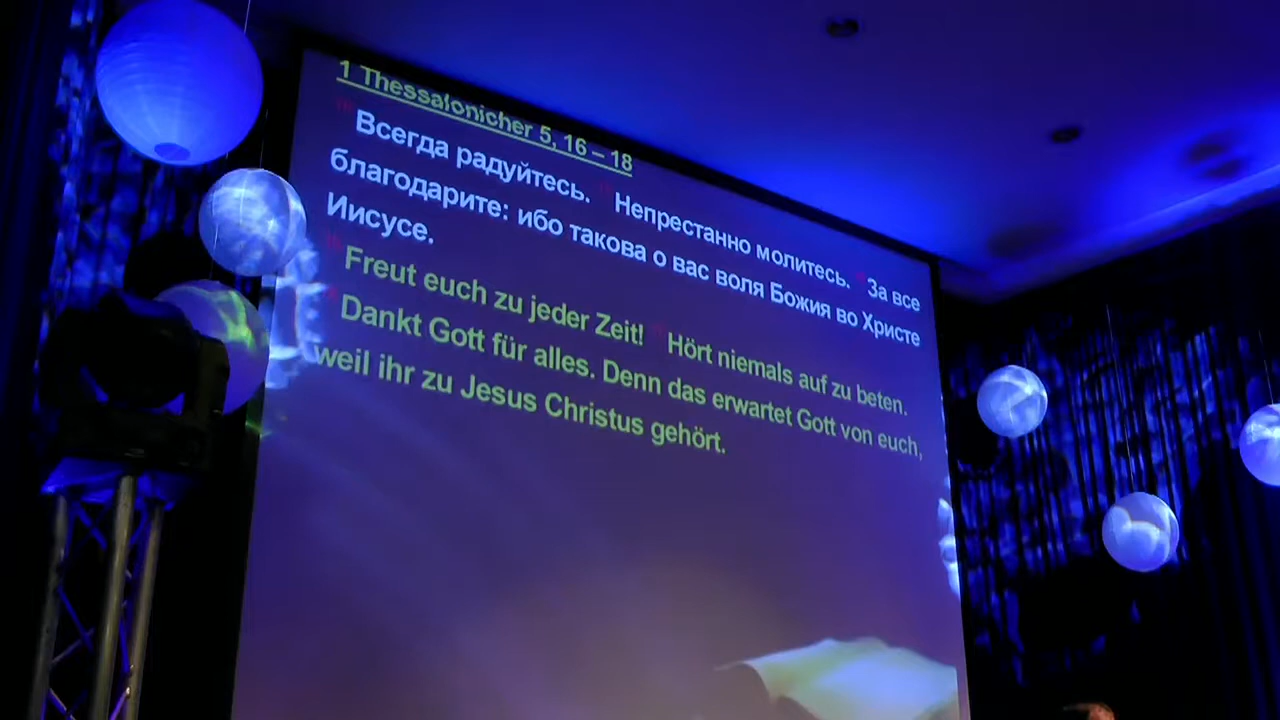 1 Thessalonicher 5, 16 – 18
Всегда радуйтесь. Непрестанно молитесь. За все
благодарите: ибо такова о вас воля Божия во Христе
Иисусе.
Freut euch zu jeder Zeit! Hört niemals auf zu beten.
Dankt Gott für alles. Denn das erwartet Gott von euch,
weil ihr zu Jesus Christus gehört.